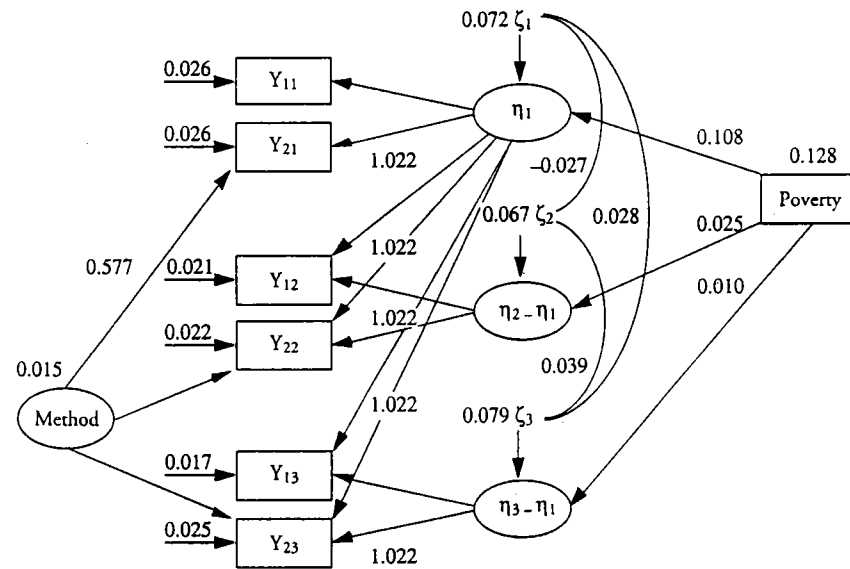 0.072 ζ₁
0.026
Y₁₁
η₁
0.026
Y₂₁
1.022
0.108
0.128
−0.027
Poverty
0.067 ζ₂
0.028
0.025
1.022
0.577
0.021
Y₁₂
0.010
η₂ – η₁
1.022
0.022
Y₂₂
0.015
0.039
Method
1.022
0.079 ζ₃
0.017
Y₁₃
η₃ – η₁
0.025
Y₂₃
1.022